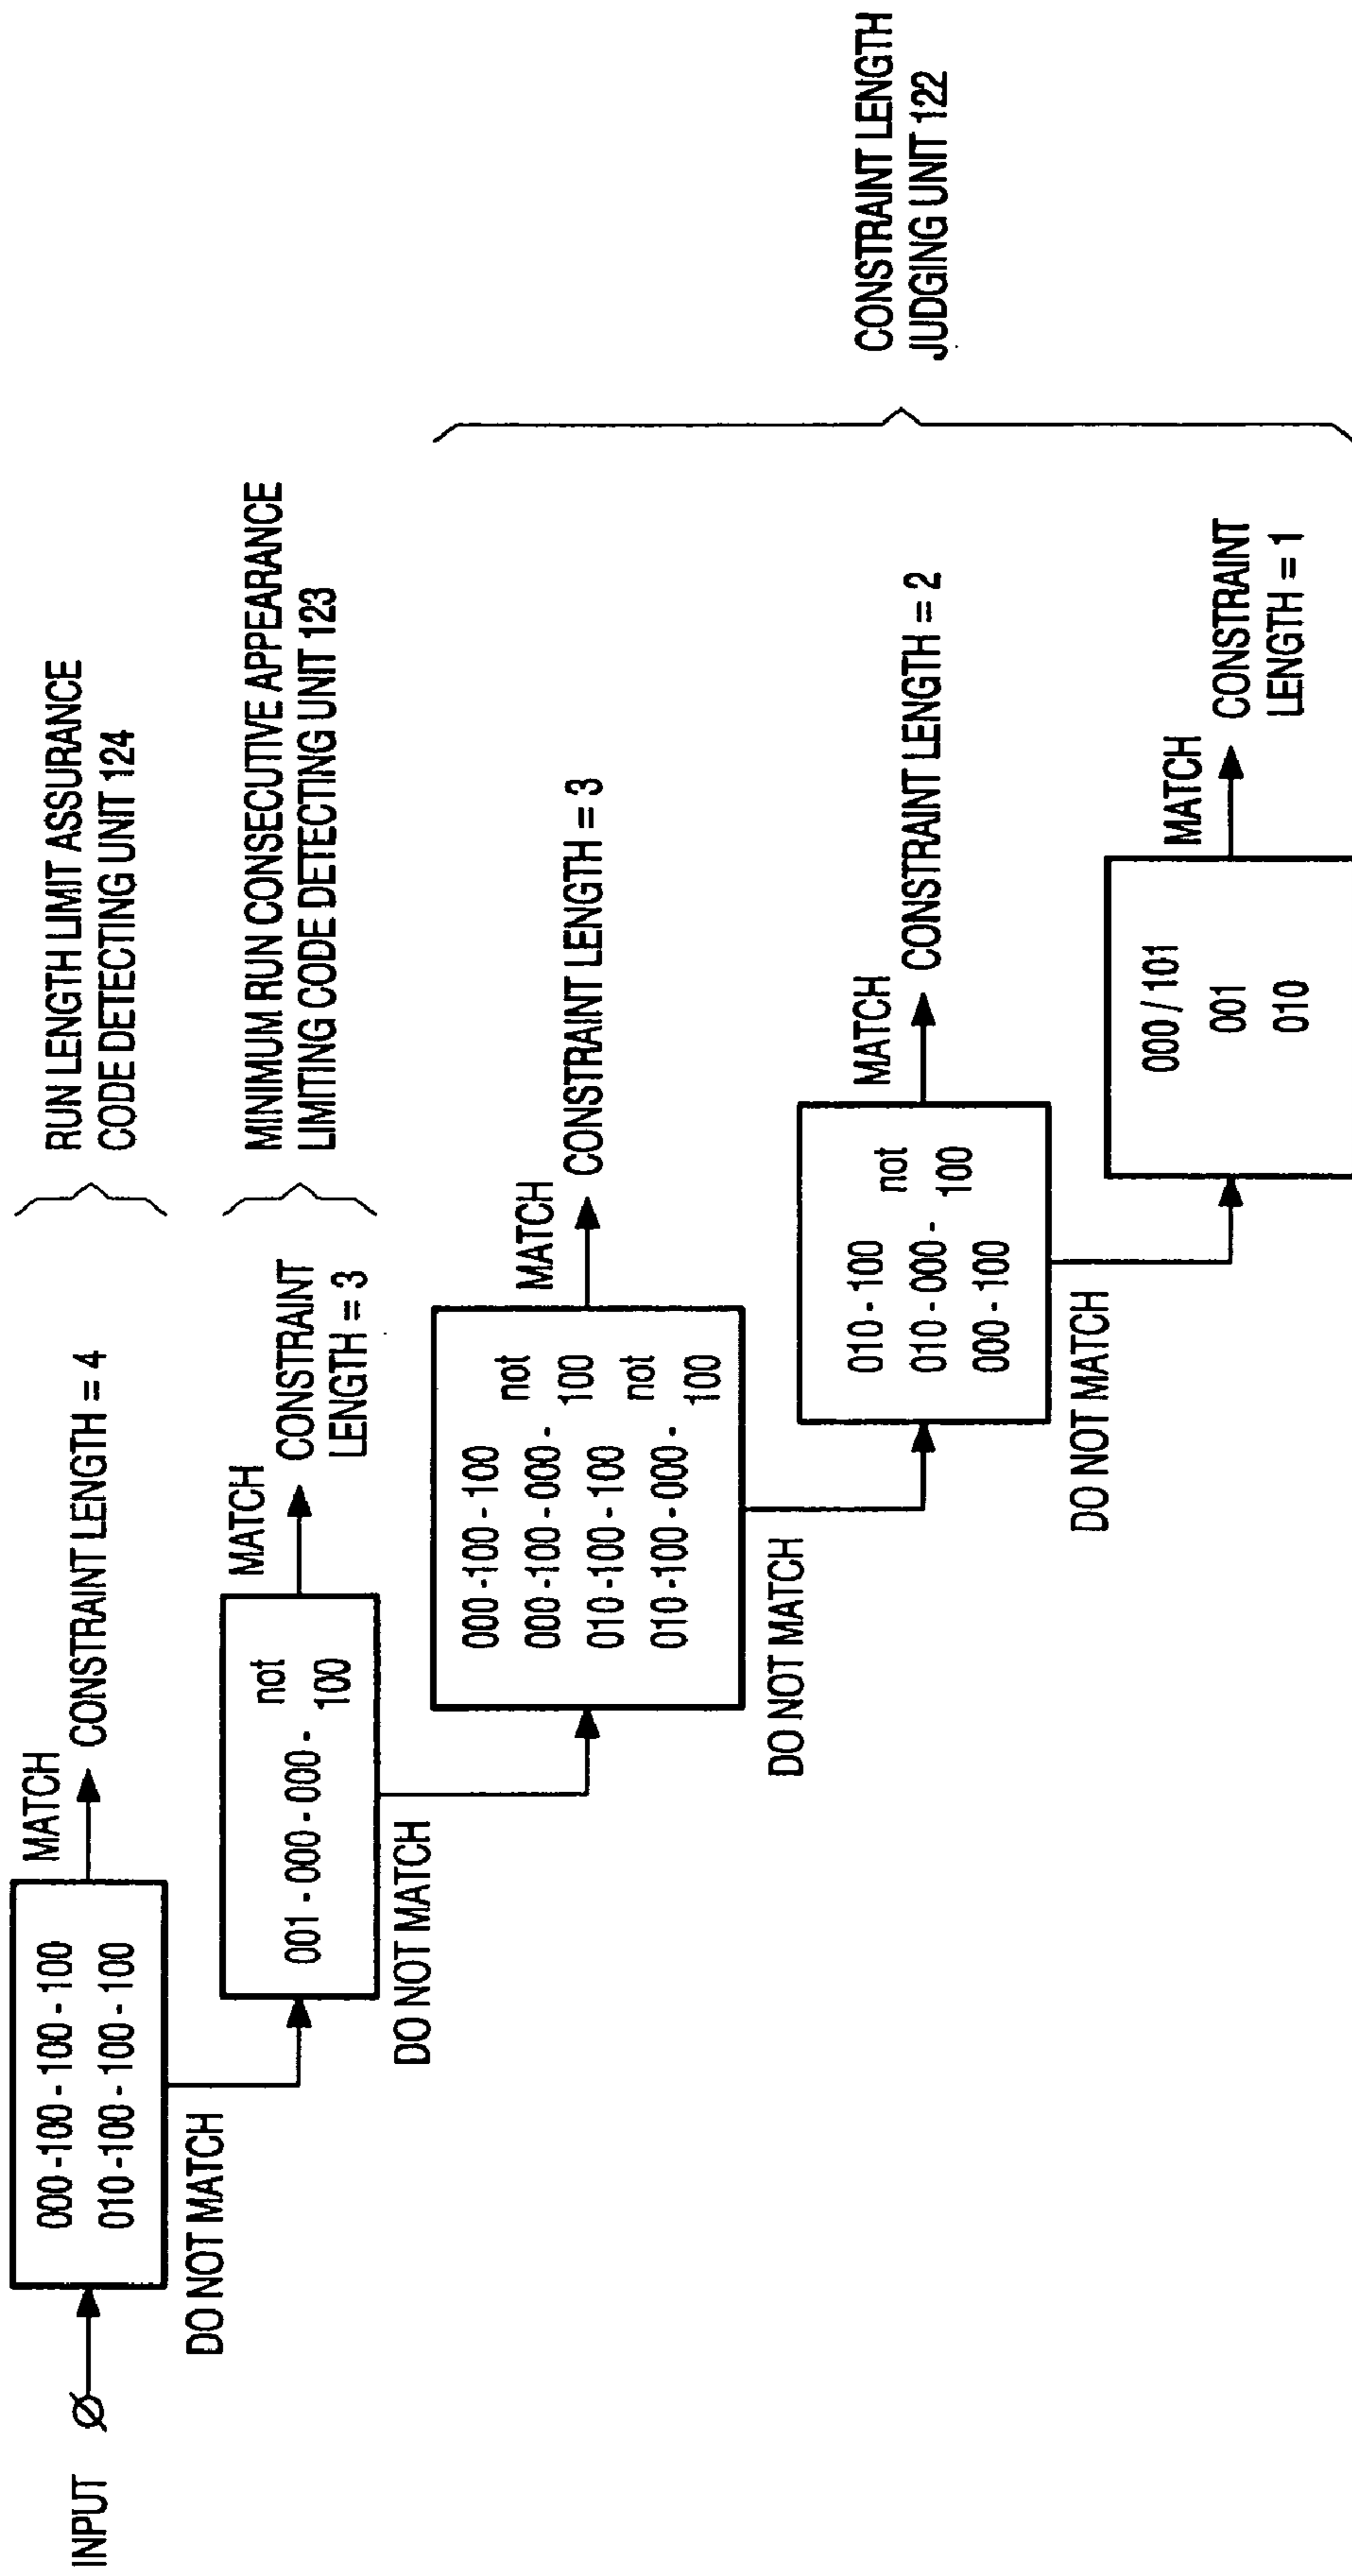 INPUT
000 - 100 - 100 - 100
010 - 100 - 100 - 100
MATCH
CONSTRAINT LENGTH = 4
RUN LENGTH LIMIT ASSURANCE
CODE DETECTING UNIT 124
DO NOT MATCH
not
001 - 000 - 000 - 100
MATCH
CONSTRAINT
LENGTH = 3
MINIMUM RUN CONSECUTIVE APPEARANCE
LIMITING CODE DETECTING UNIT 123
DO NOT MATCH
000 - 100 - 100
not
000 - 100 - 000 - 100
010 - 100 - 100
not
010 - 100 - 000 - 100
MATCH
CONSTRAINT LENGTH = 3
DO NOT MATCH
010 - 100
not
010 - 000 - 100
000 - 100
MATCH
CONSTRAINT LENGTH = 2
DO NOT MATCH
000 / 101
001
010
MATCH
CONSTRAINT
LENGTH = 1
CONSTRAINT LENGTH
JUDGING UNIT 122